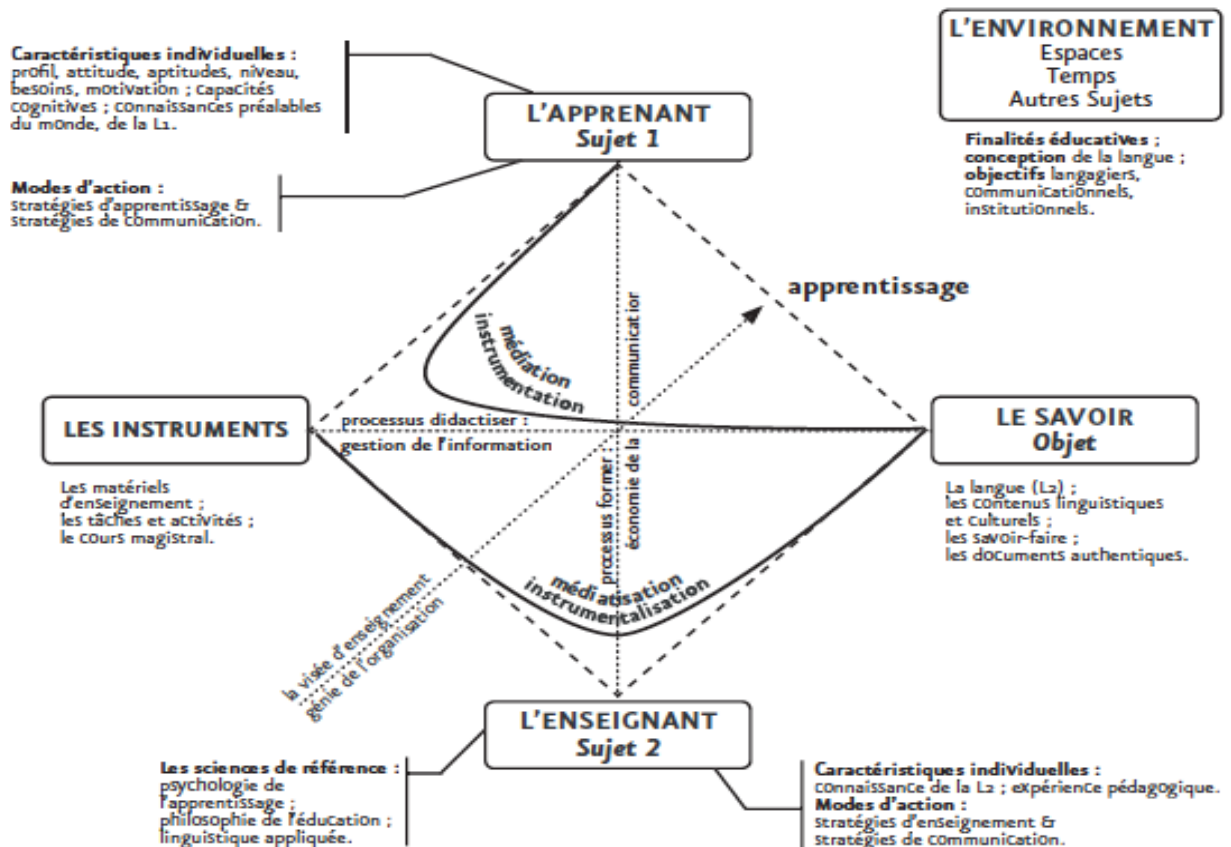 Caractéristiques individuelles :
profil, attitude, aptitudes, niveau,
besoins, motivation ; capacités
cognitives ; connaissances préalables
du monde, de la L1.
Modes d'action :
stratégies d'apprentissage &
stratégies de communication.
L'APPRENANT
Sujet 1
L'ENVIRONNEMENT
Espaces
Temps
Autres Sujets
Finalités éducatives ;
conception de la langue ;
objectifs langagiers,
communicationnels,
institutionnels.
apprentissage
médiation
instrumentation
communication
LES INSTRUMENTS
processus didactiser :
gestion de l'information
LE SAVOIR
Objet
Les matériels
d'enseignement ;
les tâches et activités ;
le cours magistral.
La langue (L2) ;
les contenus linguistiques
et culturels ;
les savoir-faire ;
les documents authentiques.
process former :
économie de la
médiatisation
instrumentalisation
la visée d'enseignement
génie de l'organisation
L'ENSEIGNANT
Sujet 2
Les sciences de référence :
psychologie de
l'apprentissage ;
philosophie de l'éducation ;
linguistique appliquée.
Caractéristiques individuelles :
connaissance de la L2 ; expérience pédagogique.
Modes d'action :
stratégies d'enseignement &
stratégies de communication.